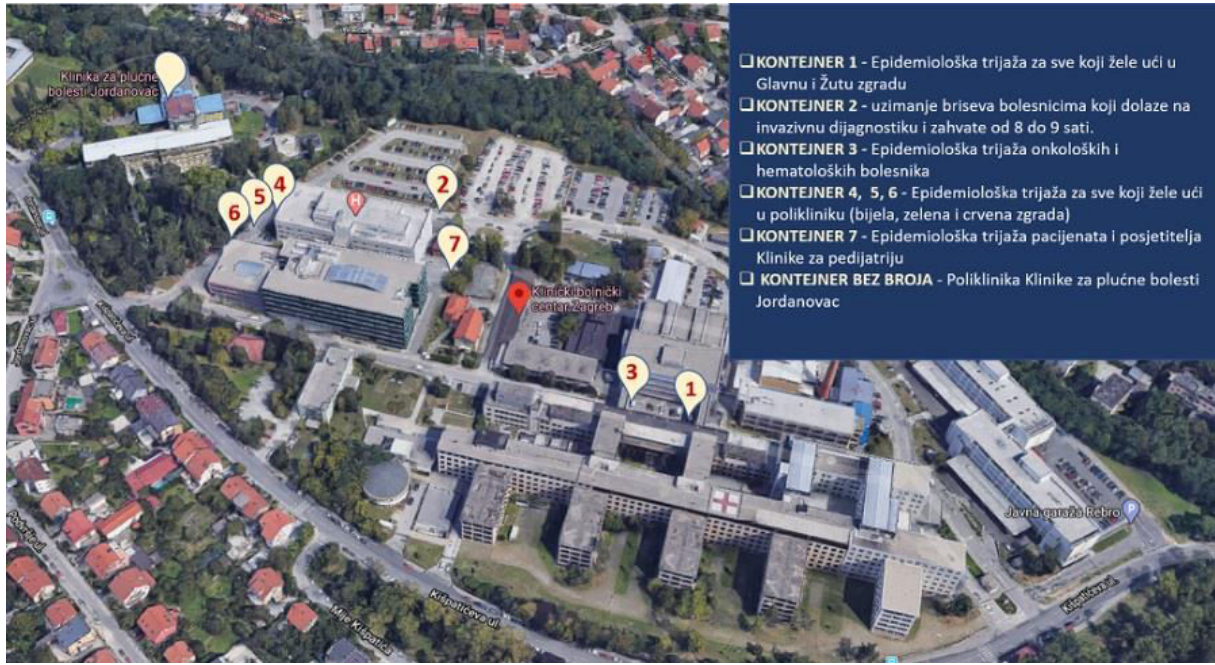 Klinika za plućne
bolesti Jordanovac
❑ KONTEJNER 1 - Epidemiološka trijaža za sve koji žele ući u
Glavnu i Žutu zgradu
❑ KONTEJNER 2 - uzimanje briseva bolesnicima koji dolaze na
invazivnu dijagnostiku i zahvate od 8 do 9 sati.
❑ KONTEJNER 3 - Epidemiološka trijaža onkoloških i
hematoloških bolesnika
❑ KONTEJNER 4, 5, 6 - Epidemiološka trijaža za sve koji žele ući
u polikliniku (bijela, zelena i crvena zgrada)
❑ KONTEJNER 7 - Epidemiološka trijaža pacijenata i posjetitelja
Klinike za pedijatriju
❑ KONTEJNER BEZ BROJA - Poliklinika Klinike za plućne bolesti
Jordanovac
4
5
6
2
H
7
Klinički bolnički
centar Zagreb
3
1
Javna garaža Rebro
P
Kišpatićeva ul.
Kišpatićeva ul.
Mije Kišpatića